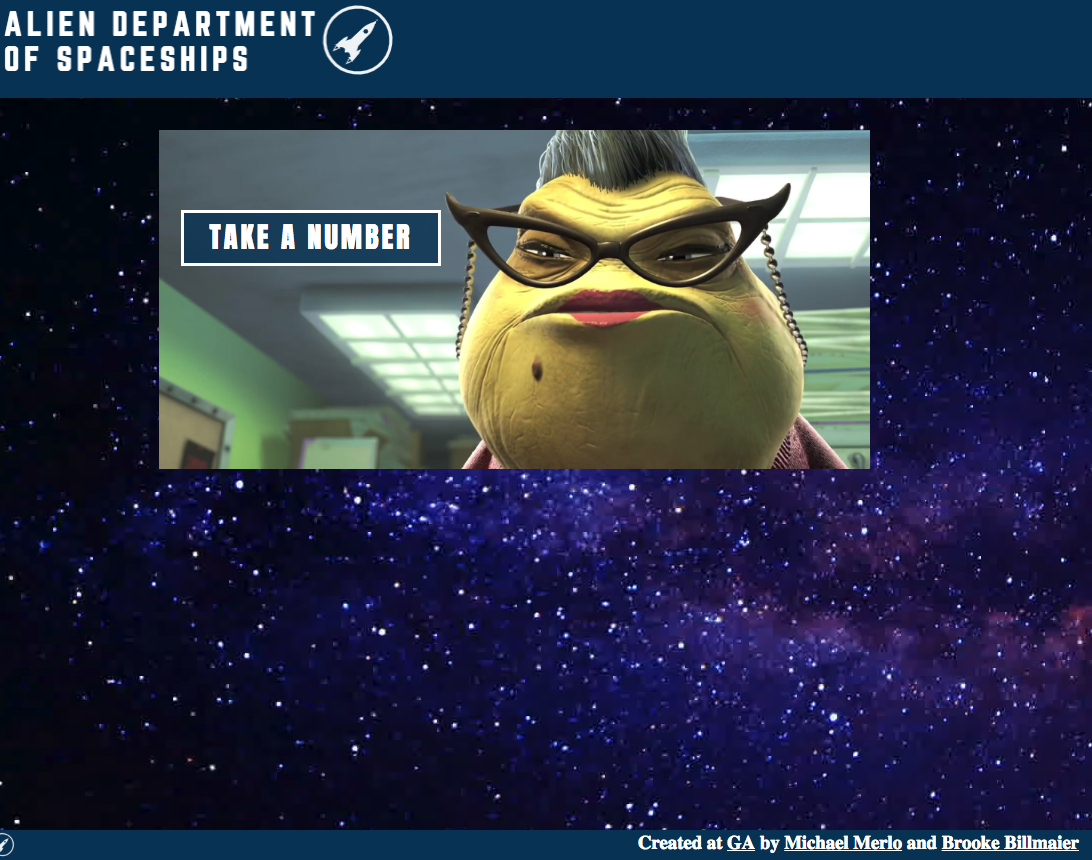 ALIEN DEPARTMENT
OF SPACESHIPS
TAKE A NUMBER
Created at GA by Michael Merlo and Brooke Billmaier